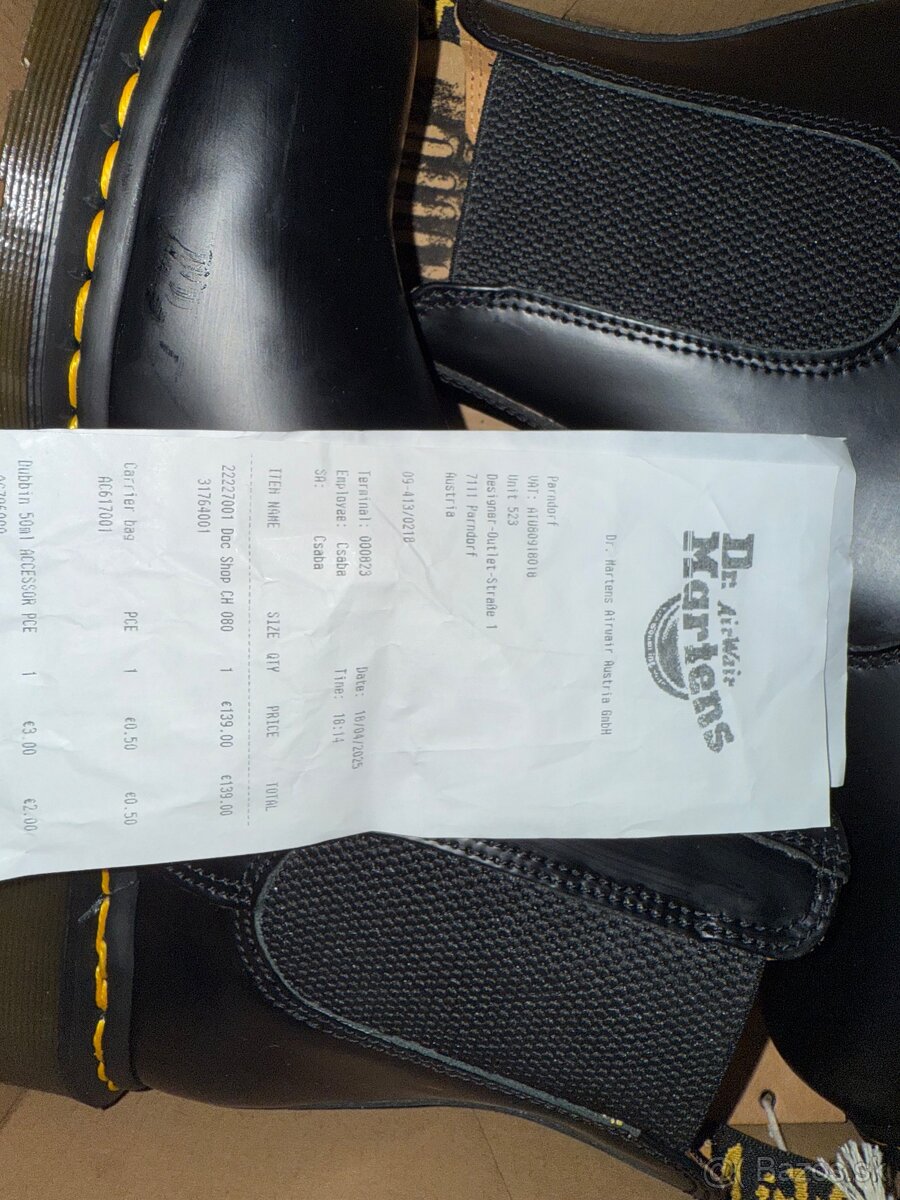 Dr. AirWair
Martens
Dr. Martens Airwair Austria GmbH
Parndorf
VAT: ATU80918018
Unit 523
Designer-Outlet-Straße 1
7111 Parndorf
Austria
09-413/0218
Terminal: 000823 Date: 18/04/2025
Employee: Csaba Time: 18:14
SA: Csaba
ITEM NAME SIZE QTY PRICE TOTAL
22227001 Doc Shop CH 080 1 €139.00 €139.00
31764001
Carrier bag PCE 1 €0.50 €0.50
AC617001
Dubbin 50ml ACCESSOR PCE 1 €3.00 €2.00
© Bazos.sk